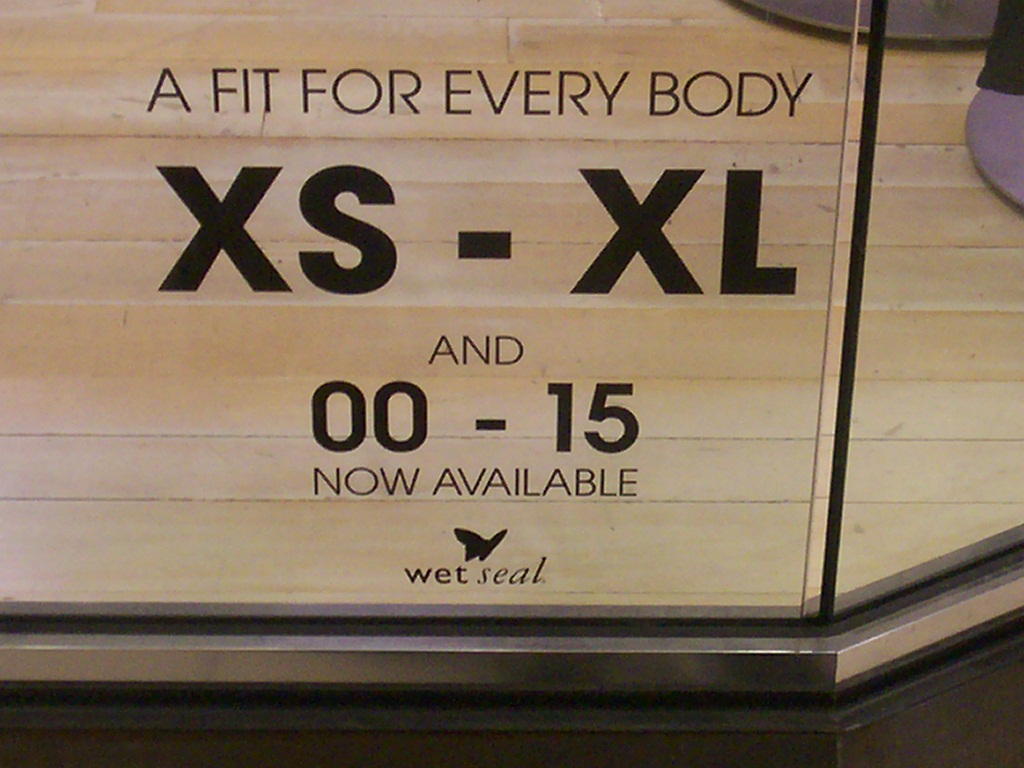 A FIT FOR EVERY BODY
XS - XL
AND
00 - 15
NOW AVAILABLE
wet seal.